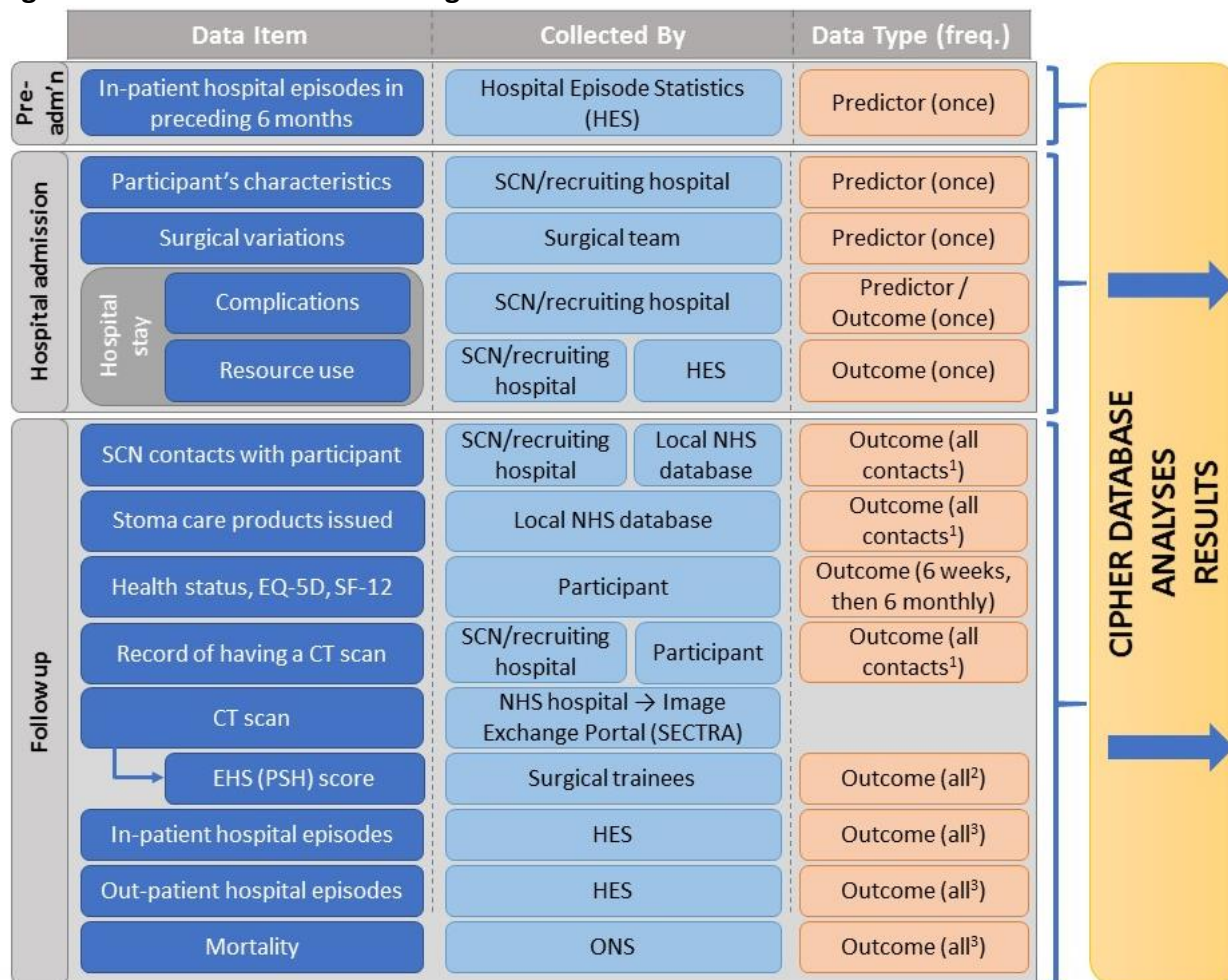 Data Item
Collected By
Data Type (freq.)
Pre-
adm'n
In-patient hospital episodes in
preceding 6 months
Hospital Episode Statistics
(HES)
Predictor (once)
Hospital admission
Participant's characteristics
SCN/recruiting hospital
Predictor (once)
Surgical variations
Surgical team
Predictor (once)
Hospital
stay
Complications
SCN/recruiting hospital
Predictor /
Outcome (once)
Resource use
SCN/recruiting
hospital
HES
Outcome (once)
Follow up
SCN contacts with participant
SCN/recruiting
hospital
Local NHS
database
Outcome (all
contacts¹)
Stoma care products issued
Local NHS database
Outcome (all
contacts¹)
Health status, EQ-5D, SF-12
Participant
Outcome (6 weeks,
then 6 monthly)
Record of having a CT scan
SCN/recruiting
hospital
Participant
Outcome (all
contacts¹)
CT scan
NHS hospital → Image
Exchange Portal (SECTRA)
EHS (PSH) score
Surgical trainees
Outcome (all²)
In-patient hospital episodes
HES
Outcome (all³)
Out-patient hospital episodes
HES
Outcome (all³)
Mortality
ONS
Outcome (all³)
CIPHER DATABASE
ANALYSES
RESULTS